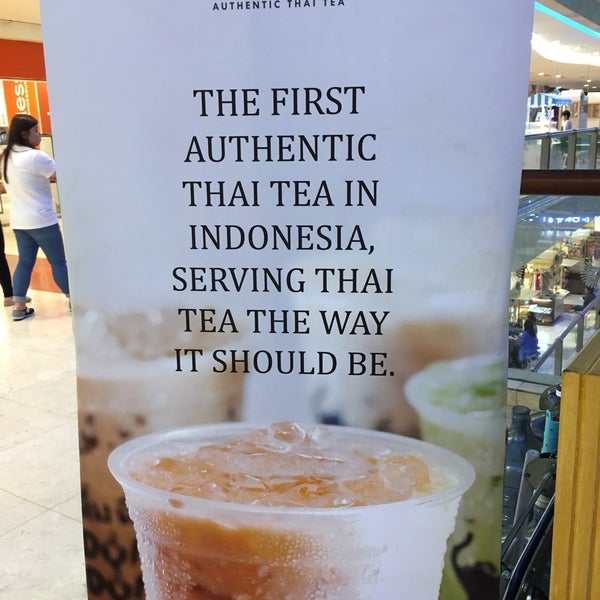 AUTHENTIC THAI TEA
THE FIRST
AUTHENTIC
THAI TEA IN
INDONESIA,
SERVING THAI
TEA THE WAY
IT SHOULD BE.